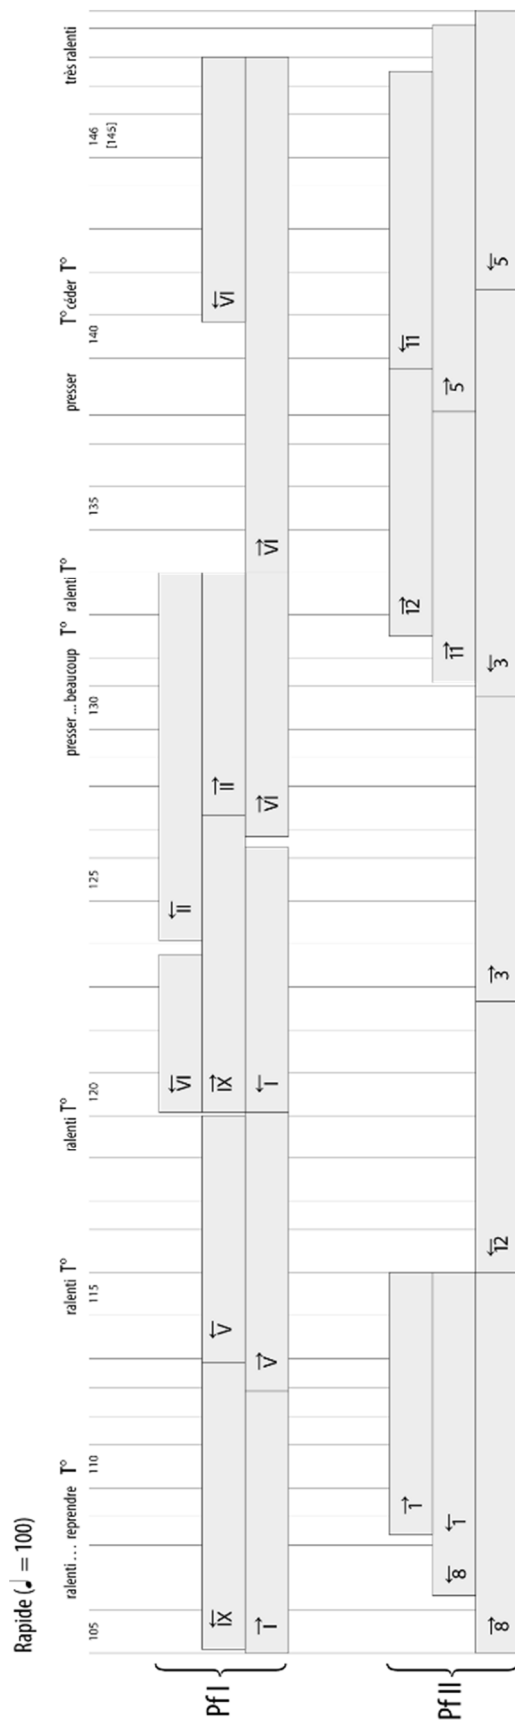 Rapide (♩ = 100)
ralenti … reprendre T° ralenti T° ralenti T° presser … beaucoup T° ralenti T° presser T° céder T° très ralenti
105 110 115 120 125 130 135 140 146
[145]
Pf I
←VI ←II
←IX ←V →IX →II ←VI
→I →V ←I →VI →VI
Pf II
→1 →12 ←11
←8 ←1 →11 →5
→8 ←12 →3 ←3 ←5